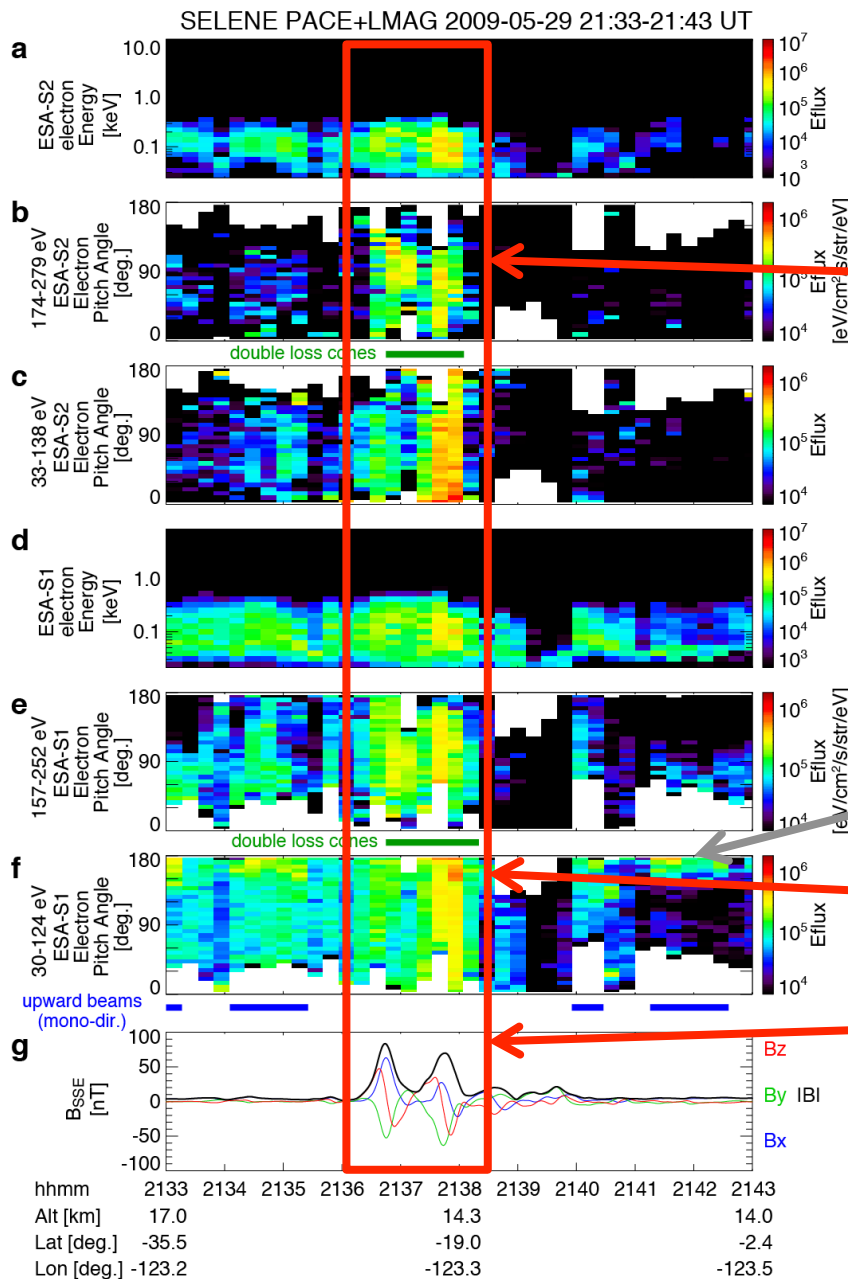 SELENE PACE+LMAG 2009-05-29 21:33-21:43 UT
a
ESA-S2
electron
Energy
[keV]
10.0
1.0
0.1
10^7
10^6
10^5
10^4
10^3
Eflux
b
174-279 eV
ESA-S2
Electron
Pitch Angle
[deg.]
180
90
0
10^6
10^5
10^4
Eflux
[eV/cm^2/s/str/eV]
double loss cones
c
33-138 eV
ESA-S2
Electron
Pitch Angle
[deg.]
180
90
0
10^6
10^5
10^4
Eflux
d
ESA-S1
electron
Energy
[keV]
1.0
0.1
10^7
10^6
10^5
10^4
10^3
Eflux
e
157-252 eV
ESA-S1
Electron
Pitch Angle
[deg.]
180
90
0
10^6
10^5
10^4
Eflux
[eV/cm^2/s/str/eV]
double loss cones
f
30-124 eV
ESA-S1
Electron
Pitch Angle
[deg.]
180
90
0
10^6
10^5
10^4
Eflux
upward beams
(mono-dir.)
g
B_SSE
[nT]
100
50
0
-50
-100
Bz
By |B|
Bx
hhmm 2133 2134 2135 2136 2137 2138 2139 2140 2141 2142 2143
Alt [km] 17.0 14.3 14.0
Lat [deg.] -35.5 -19.0 -2.4
Lon [deg.] -123.2 -123.3 -123.5